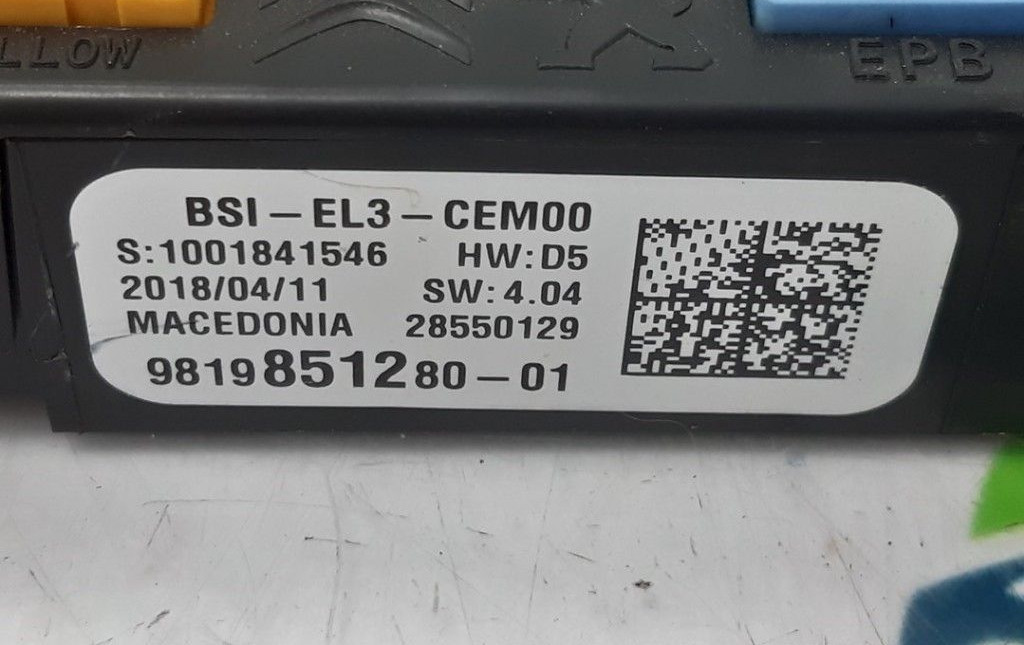 LLOW
EPB
BSI-EL3-CEM00
S:1001841546 HW:D5
2018/04/11 SW:4.04
MACEDONIA 28550129
9819851280-01